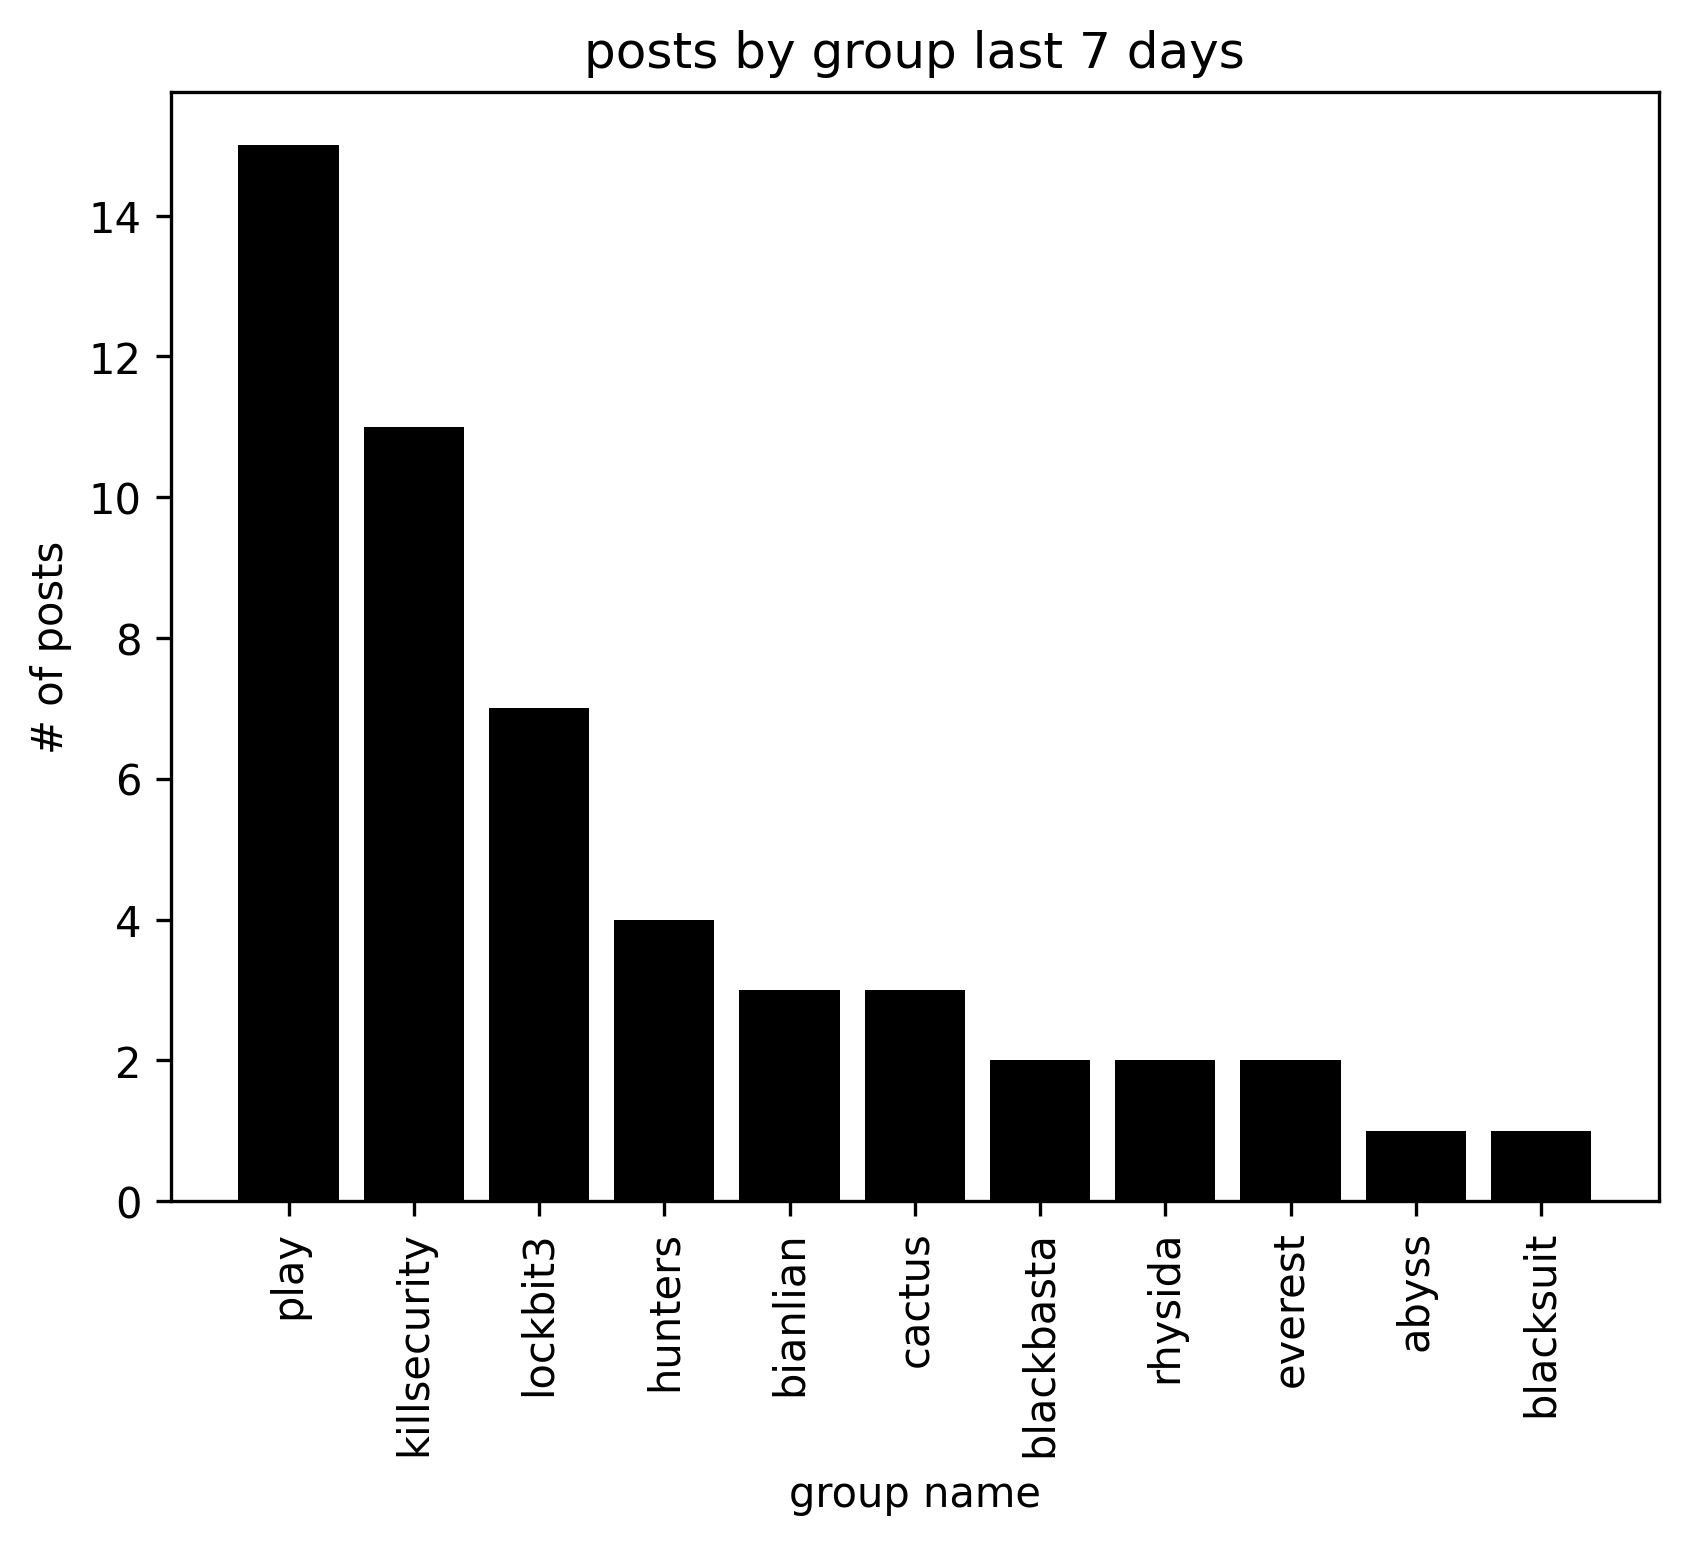 posts by group last 7 days
# of posts
14
12
10
8
6
4
2
0
play
killsecurity
lockbit3
hunters
bianlian
cactus
blackbasta
rhysida
everest
abyss
blacksuit
group name